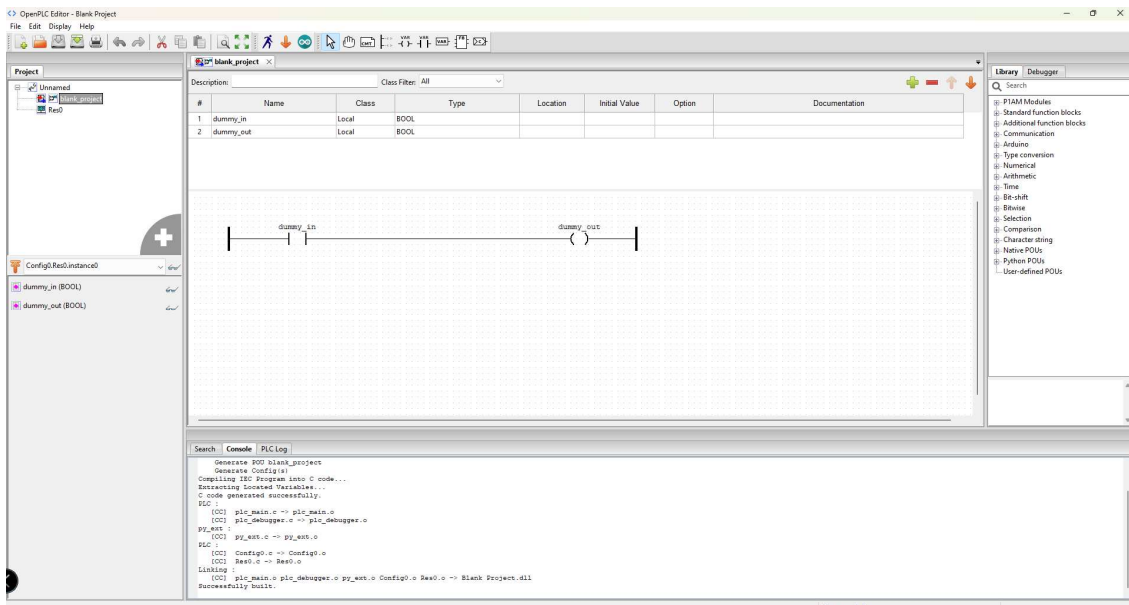 OpenPLC Editor - Blank Project
File Edit Display Help
blank_project
Project
Unnamed
blank_project
Res0
Config0.Res0.instance0
dummy_in (BOOL)
dummy_out (BOOL)
Description: Class Filter: All
# Name Class Type Location Initial Value Option Documentation
1 dummy_in Local BOOL
2 dummy_out Local BOOL
dummy_in dummy_out
Search Console PLC Log
Generate POU blank_project
Generate Config(s)
Compiling IEC Program into C code...
Extracting Located Variables...
C code generated successfully.
PLC :
[CC] plc_main.c -> plc_main.o
[CC] plc_debugger.c -> plc_debugger.o
py_ext :
[CC] py_ext.c -> py_ext.o
PLC :
[CC] Config0.c -> Config0.o
[CC] Res0.c -> Res0.o
Linking :
[CC] plc_main.o plc_debugger.o py_ext.o Config0.o Res0.o -> Blank Project.dll
Successfully built.
Library Debugger
Search
P1AM Modules
Standard function blocks
Additional function blocks
Communication
Arduino
Type conversion
Numerical
Arithmetic
Time
Bit-shift
Bitwise
Selection
Comparison
Character string
Native POUs
Python POUs
User-defined POUs